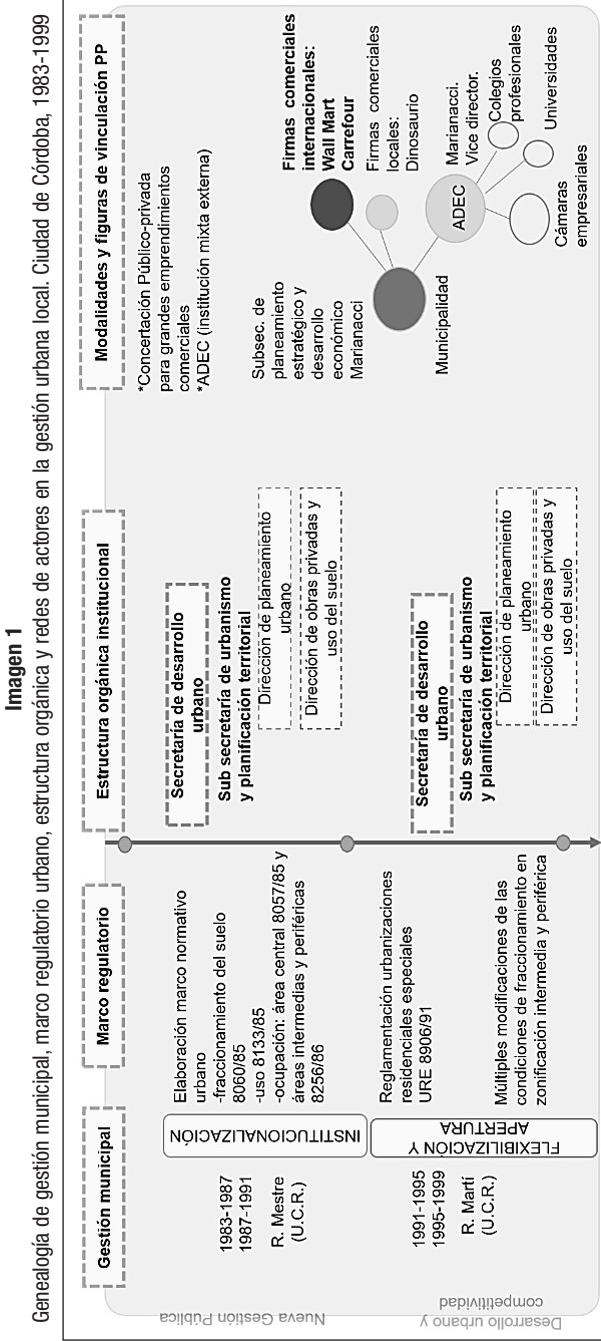 Imagen 1
Genealogía de gestión municipal, marco regulatorio urbano, estructura orgánica y redes de actores en la gestión urbana local. Ciudad de Córdoba, 1983-1999
Gestión municipal
Marco regulatorio
Estructura orgánica institucional
Modalidades y figuras de vinculación PP
Nueva Gestión Pública
1983-1987
1987-1991
R. Mestre
(U.C.R.)
INSTITUCIONALIZACIÓN
Elaboración marco normativo
urbano
-fraccionamiento del suelo
8060/85
-uso 8133/85
-ocupación: área central 8057/85 y
áreas intermedias y periféricas
8256/86
Secretaría de desarrollo
urbano
Sub secretaría de urbanismo
y planificación territorial
Dirección de planeamiento
urbano
Dirección de obras privadas y
uso del suelo
*Concertación Público-privada
para grandes emprendimientos
comerciales
*ADEC (institución mixta externa)
Desarrollo urbano y
competitividad
1991-1995
1995-1999
R. Martí
(U.C.R.)
FLEXIBILIZACIÓN Y
APERTURA
Reglamentación urbanizaciones
residenciales especiales
URE 8906/91
Múltiples modificaciones de las
condiciones de fraccionamiento en
zonificación intermedia y periférica
Secretaría de desarrollo
urbano
Sub secretaría de urbanismo
y planificación territorial
Dirección de planeamiento
urbano
Dirección de obras privadas y
uso del suelo
Subsec. de
planeamiento
estratégico y
desarrollo
económico
Marianacci
Municipalidad
Firmas comerciales
internacionales:
Wall Mart
Carrefour
Firmas comerciales
locales:
Dinosaurio
ADEC
Marianacci.
Vice director.
Colegios
profesionales
Universidades
Cámaras
empresariales